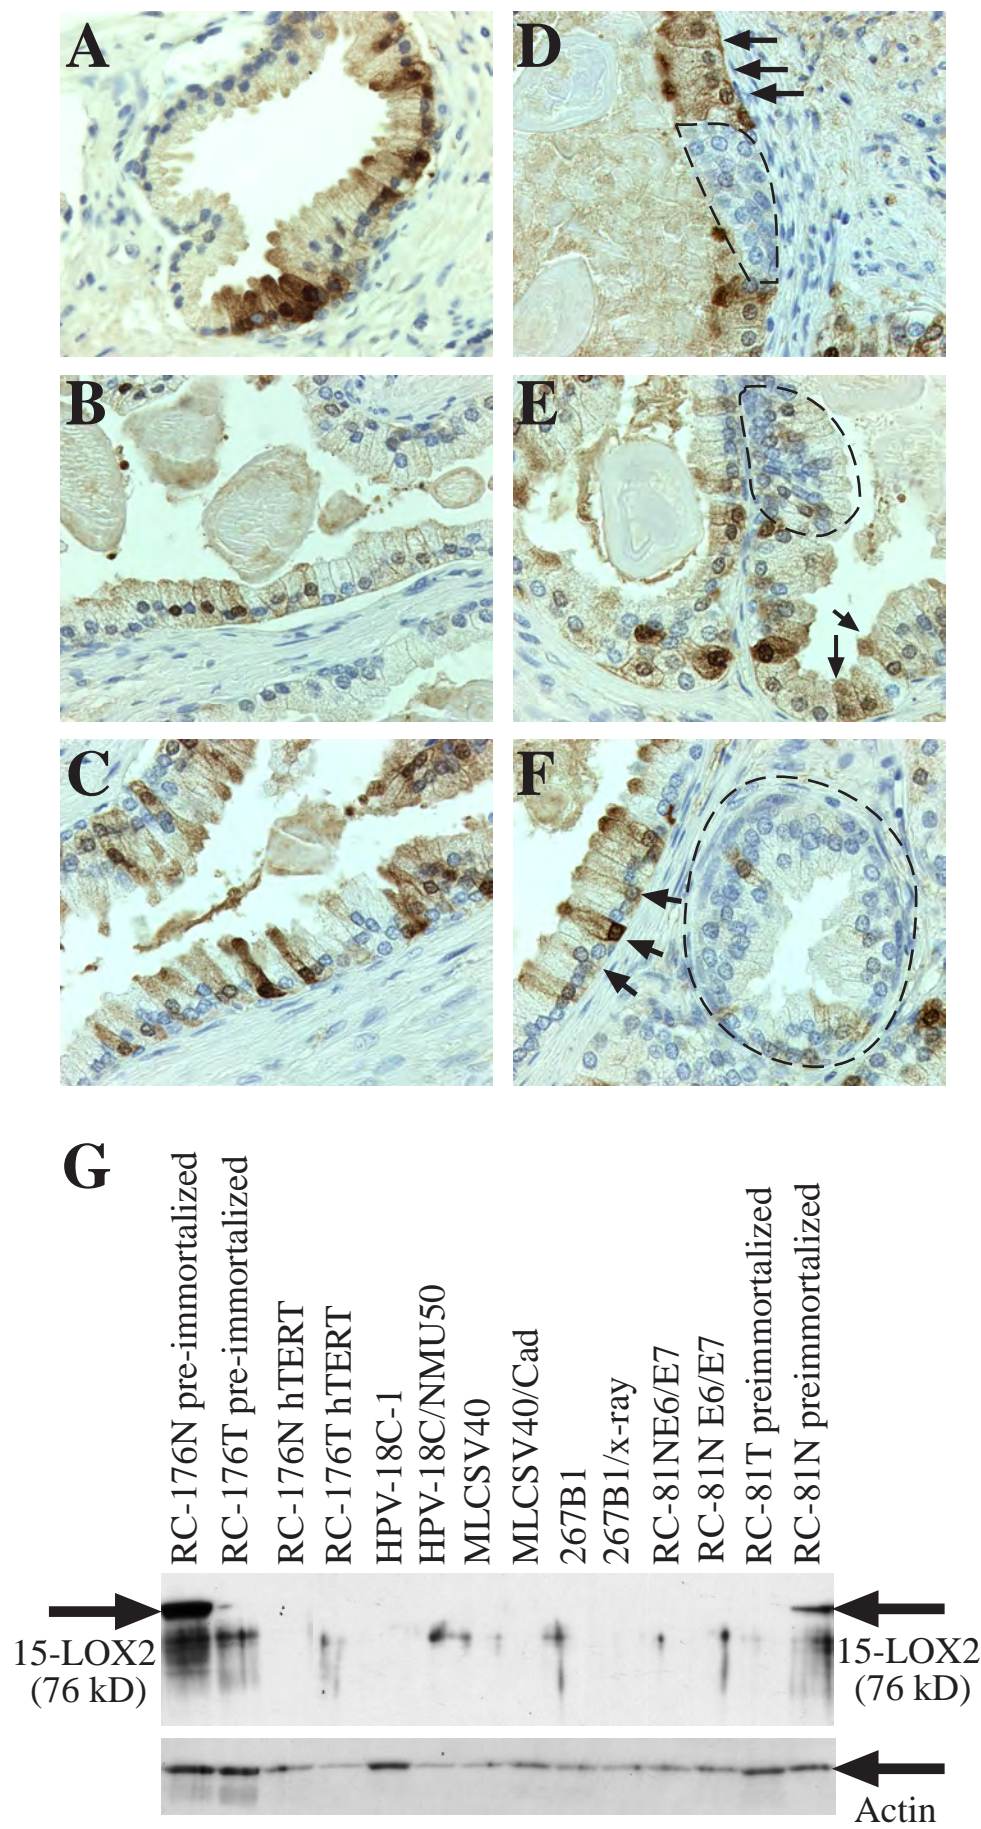 A
D
B
E
C
F
G
RC-176N pre-immortalized
RC-176T pre-immortalized
RC-176N hTERT
RC-176T hTERT
HPV-18C-1
HPV-18C/NMU50
MLCSV40
MLCSV40/Cad
267B1
267B1/x-ray
RC-81NE6/E7
RC-81N E6/E7
RC-81T preimmortalized
RC-81N preimmortalized
15-LOX2
(76 kD)
15-LOX2
(76 kD)
Actin